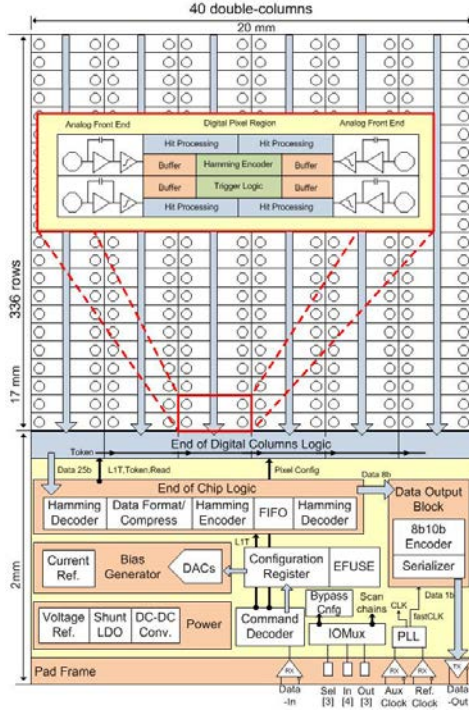 40 double-columns
20 mm
Analog Front End Digital Pixel Region Analog Front End
Hit Processing Hit Processing
Buffer Hamming Encoder Buffer
Buffer Trigger Logic Buffer
Hit Processing Hit Processing
336 rows
17 mm
End of Digital Columns Logic
Token
Data 25b L1T,Token,Read Pixel Config Data 8b
End of Chip Logic
Hamming Decoder
Data Format/ Compress
Hamming Encoder
FIFO
Hamming Decoder
Data Output Block
8b10b Encoder
Serializer
2mm
L1T
Current Ref.
Bias Generator
DACs
Configuration Register
EFUSE
Data 1b
Bypass Cnfg
Scan chains
CLK
fastCLK
Voltage Ref.
Shunt LDO
DC-DC Conv.
Power
Command Decoder
IOMux
PLL
Pad Frame
RX RX RX TX
Data -In
Sel [3]
In [4]
Out [3]
Aux Clock
Ref. Clock
Data -Out